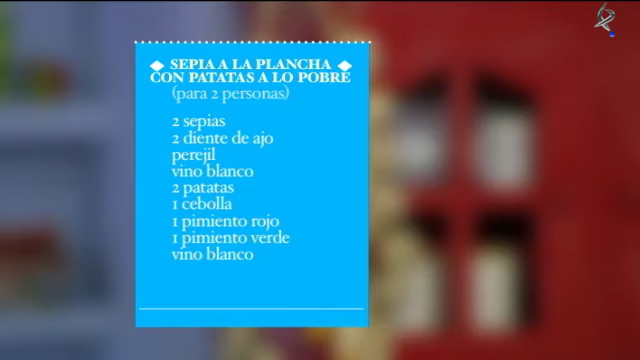 SEPIA A LA PLANCHA
CON PATATAS A LO POBRE
(para 2 personas)
2 sepias
2 diente de ajo
perejil
vino blanco
2 patatas
1 cebolla
1 pimiento rojo
1 pimiento verde
vino blanco